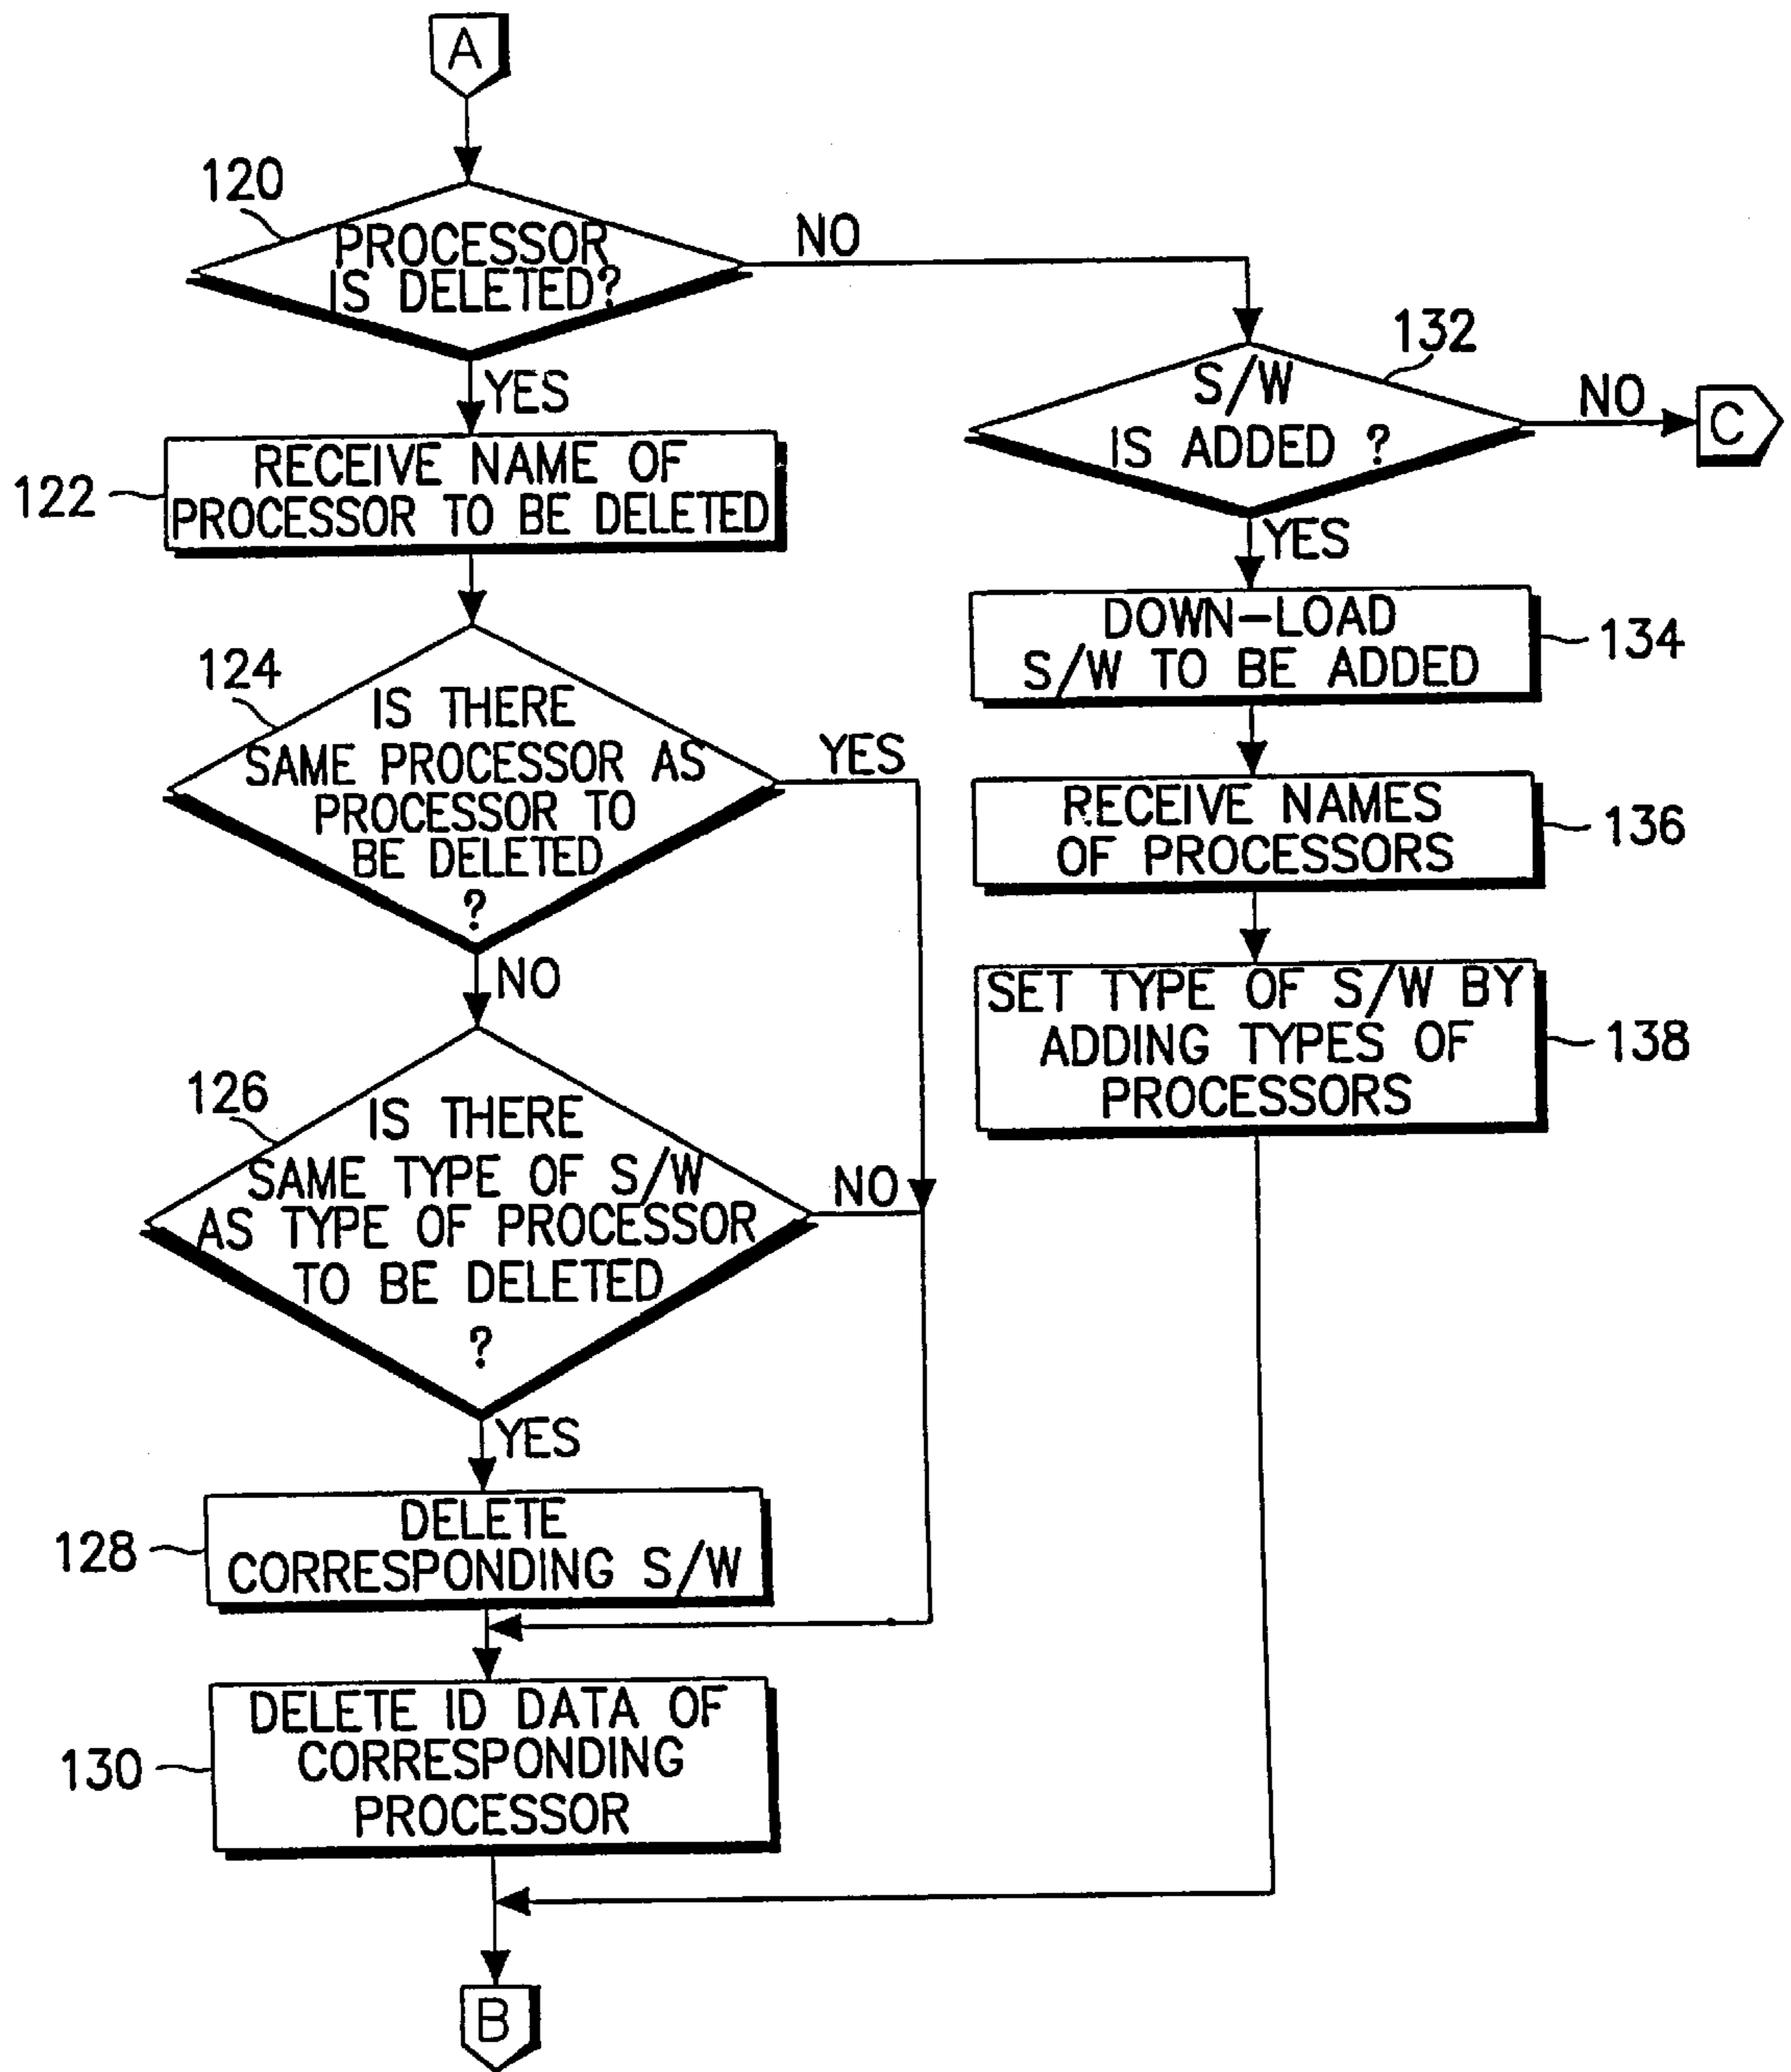 A
120
PROCESSOR
IS DELETED?
NO
YES
122
RECEIVE NAME OF
PROCESSOR TO BE DELETED
124
IS THERE
SAME PROCESSOR AS
PROCESSOR TO
BE DELETED
?
YES
NO
126
IS THERE
SAME TYPE OF S/W
AS TYPE OF PROCESSOR
TO BE DELETED
?
NO
YES
128
DELETE
CORRESPONDING S/W
130
DELETE ID DATA OF
CORRESPONDING
PROCESSOR
B
132
S/W
IS ADDED ?
NO
C
YES
DOWN-LOAD
S/W TO BE ADDED
134
RECEIVE NAMES
OF PROCESSORS
136
SET TYPE OF S/W BY
ADDING TYPES OF
PROCESSORS
138